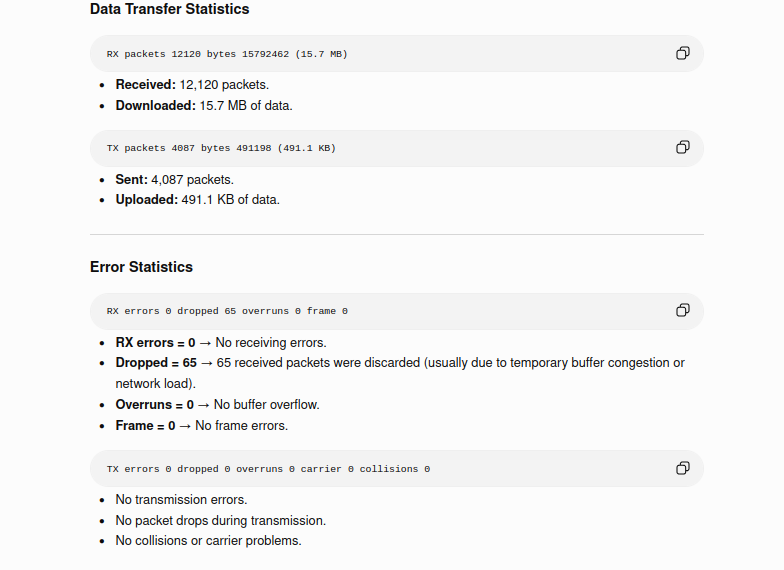 Data Transfer Statistics
RX packets 12120 bytes 15792462 (15.7 MB)
• Received: 12,120 packets.
• Downloaded: 15.7 MB of data.
TX packets 4087 bytes 491198 (491.1 KB)
• Sent: 4,087 packets.
• Uploaded: 491.1 KB of data.
Error Statistics
RX errors 0 dropped 65 overruns 0 frame 0
• RX errors = 0 → No receiving errors.
• Dropped = 65 → 65 received packets were discarded (usually due to temporary buffer congestion or
network load).
• Overruns = 0 → No buffer overflow.
• Frame = 0 → No frame errors.
TX errors 0 dropped 0 overruns 0 carrier 0 collisions 0
• No transmission errors.
• No packet drops during transmission.
• No collisions or carrier problems.